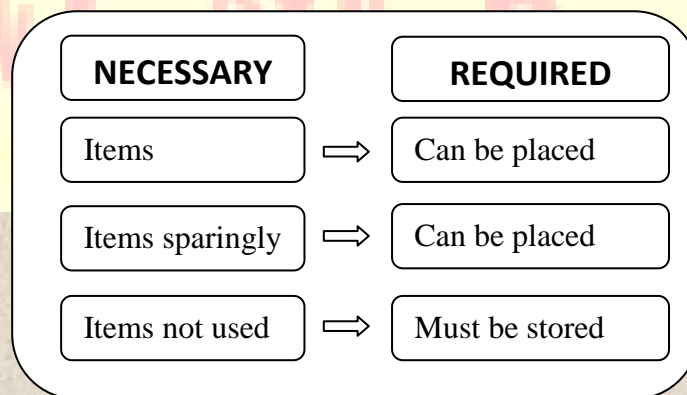 NECESSARY REQUIRED
Items Can be placed
Items sparingly Can be placed
Items not used Must be stored